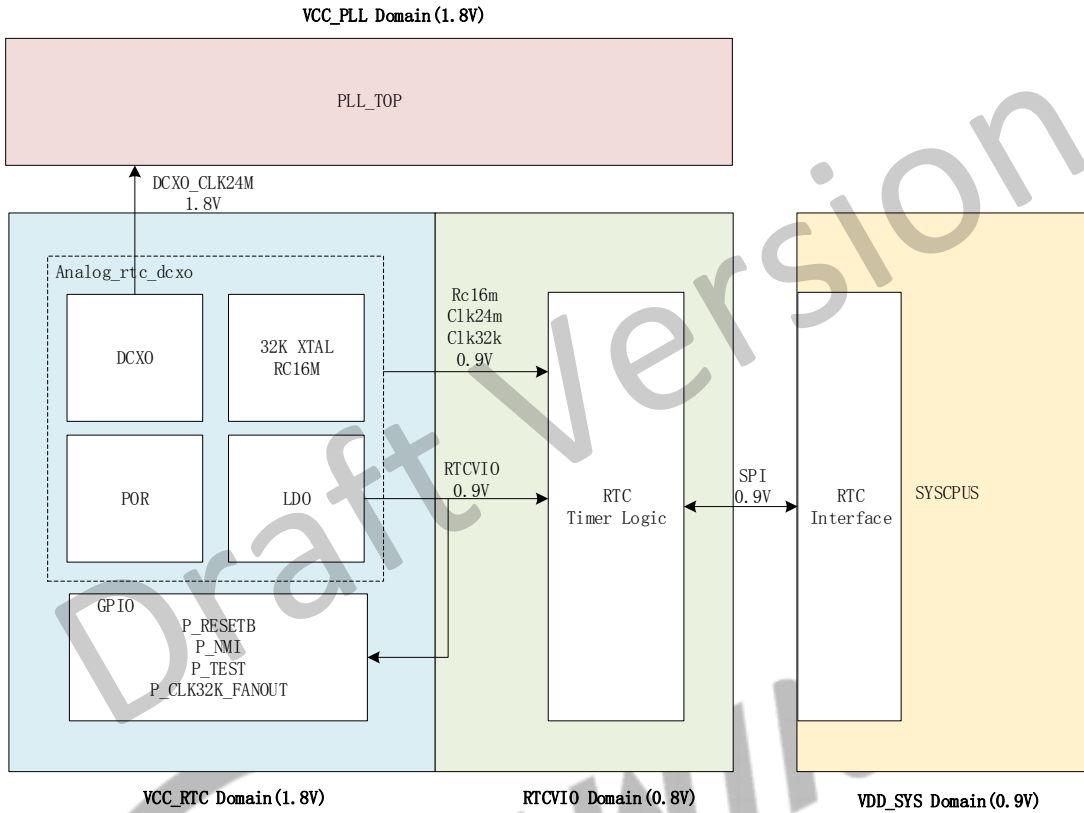 VCC_PLL Domain(1.8V)
PLL_TOP
DCXO_CLK24M
1.8V
Analog_rtc_dcxo
DCXO
32K XTAL
RC16M
POR
LDO
GPIO
P_RESETB
P_NMI
P_TEST
P_CLK32K_FANOUT
Rc16m
Clk24m
Clk32k
0.9V
RTCVIO
0.9V
RTC
Timer Logic
SPI
0.9V
RTC
Interface
SYSCPUS
VCC_RTC Domain(1.8V)
RTCVIO Domain(0.8V)
VDD_SYS Domain(0.9V)
Draft Version